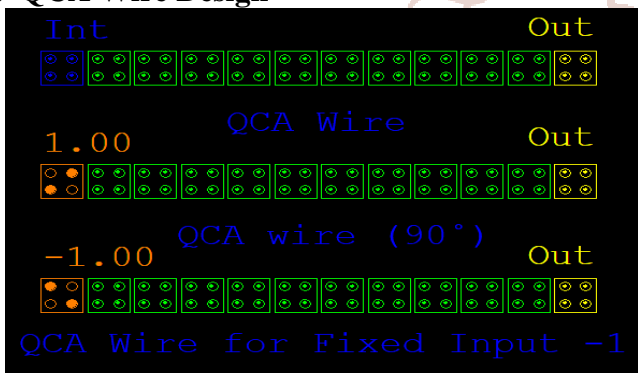 QCA Wire Design
Int Out
QCA Wire
1.00 Out
QCA wire (90°)
-1.00 Out
QCA Wire for Fixed Input -1